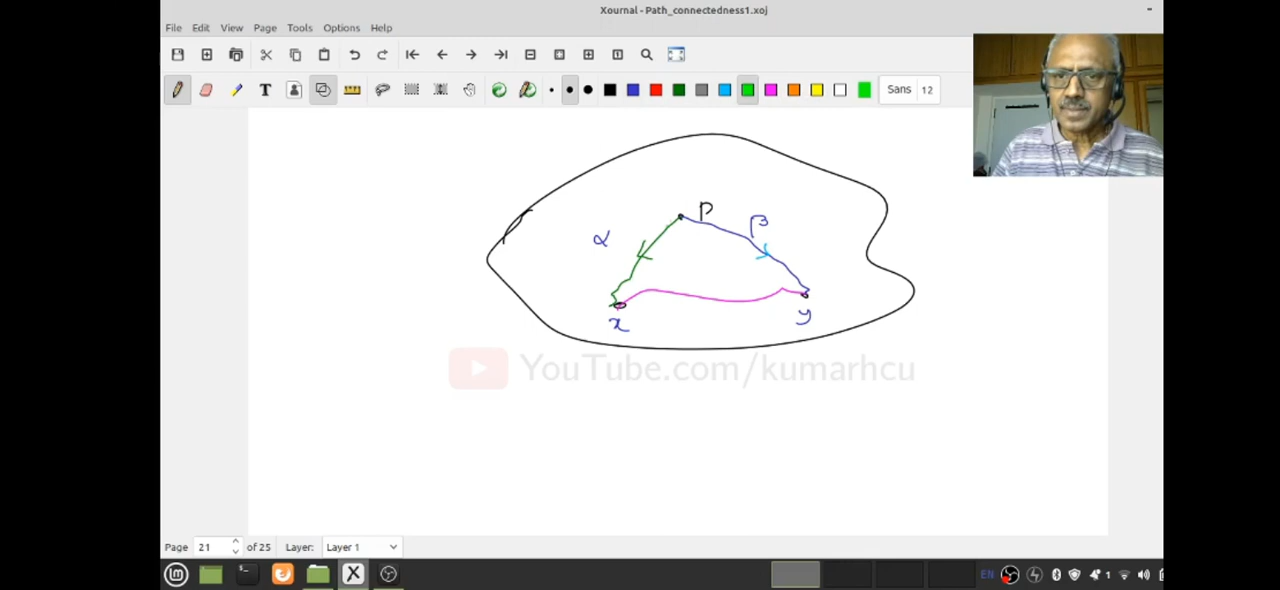 Xournal - Path_connectedness1.xoj
File Edit View Page Tools Options Help
Sans 12
p
α
β
x
y
YouTube.com/kumarhcu
Page 21 of 25 Layer: Layer 1
EN 1